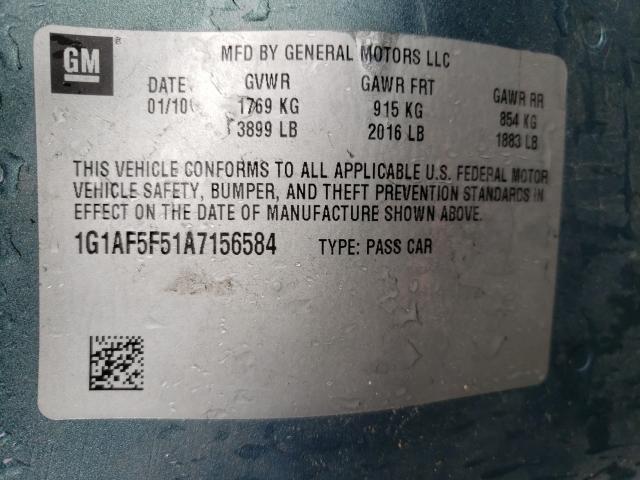 GM ®
MFD BY GENERAL MOTORS LLC
DATE GVWR GAWR FRT GAWR RR
01/10 1769 KG 915 KG 854 KG
3899 LB 2016 LB 1883 LB
THIS VEHICLE CONFORMS TO ALL APPLICABLE U.S. FEDERAL MOTOR
VEHICLE SAFETY, BUMPER, AND THEFT PREVENTION STANDARDS IN
EFFECT ON THE DATE OF MANUFACTURE SHOWN ABOVE.
1G1AF5F51A7156584 TYPE: PASS CAR